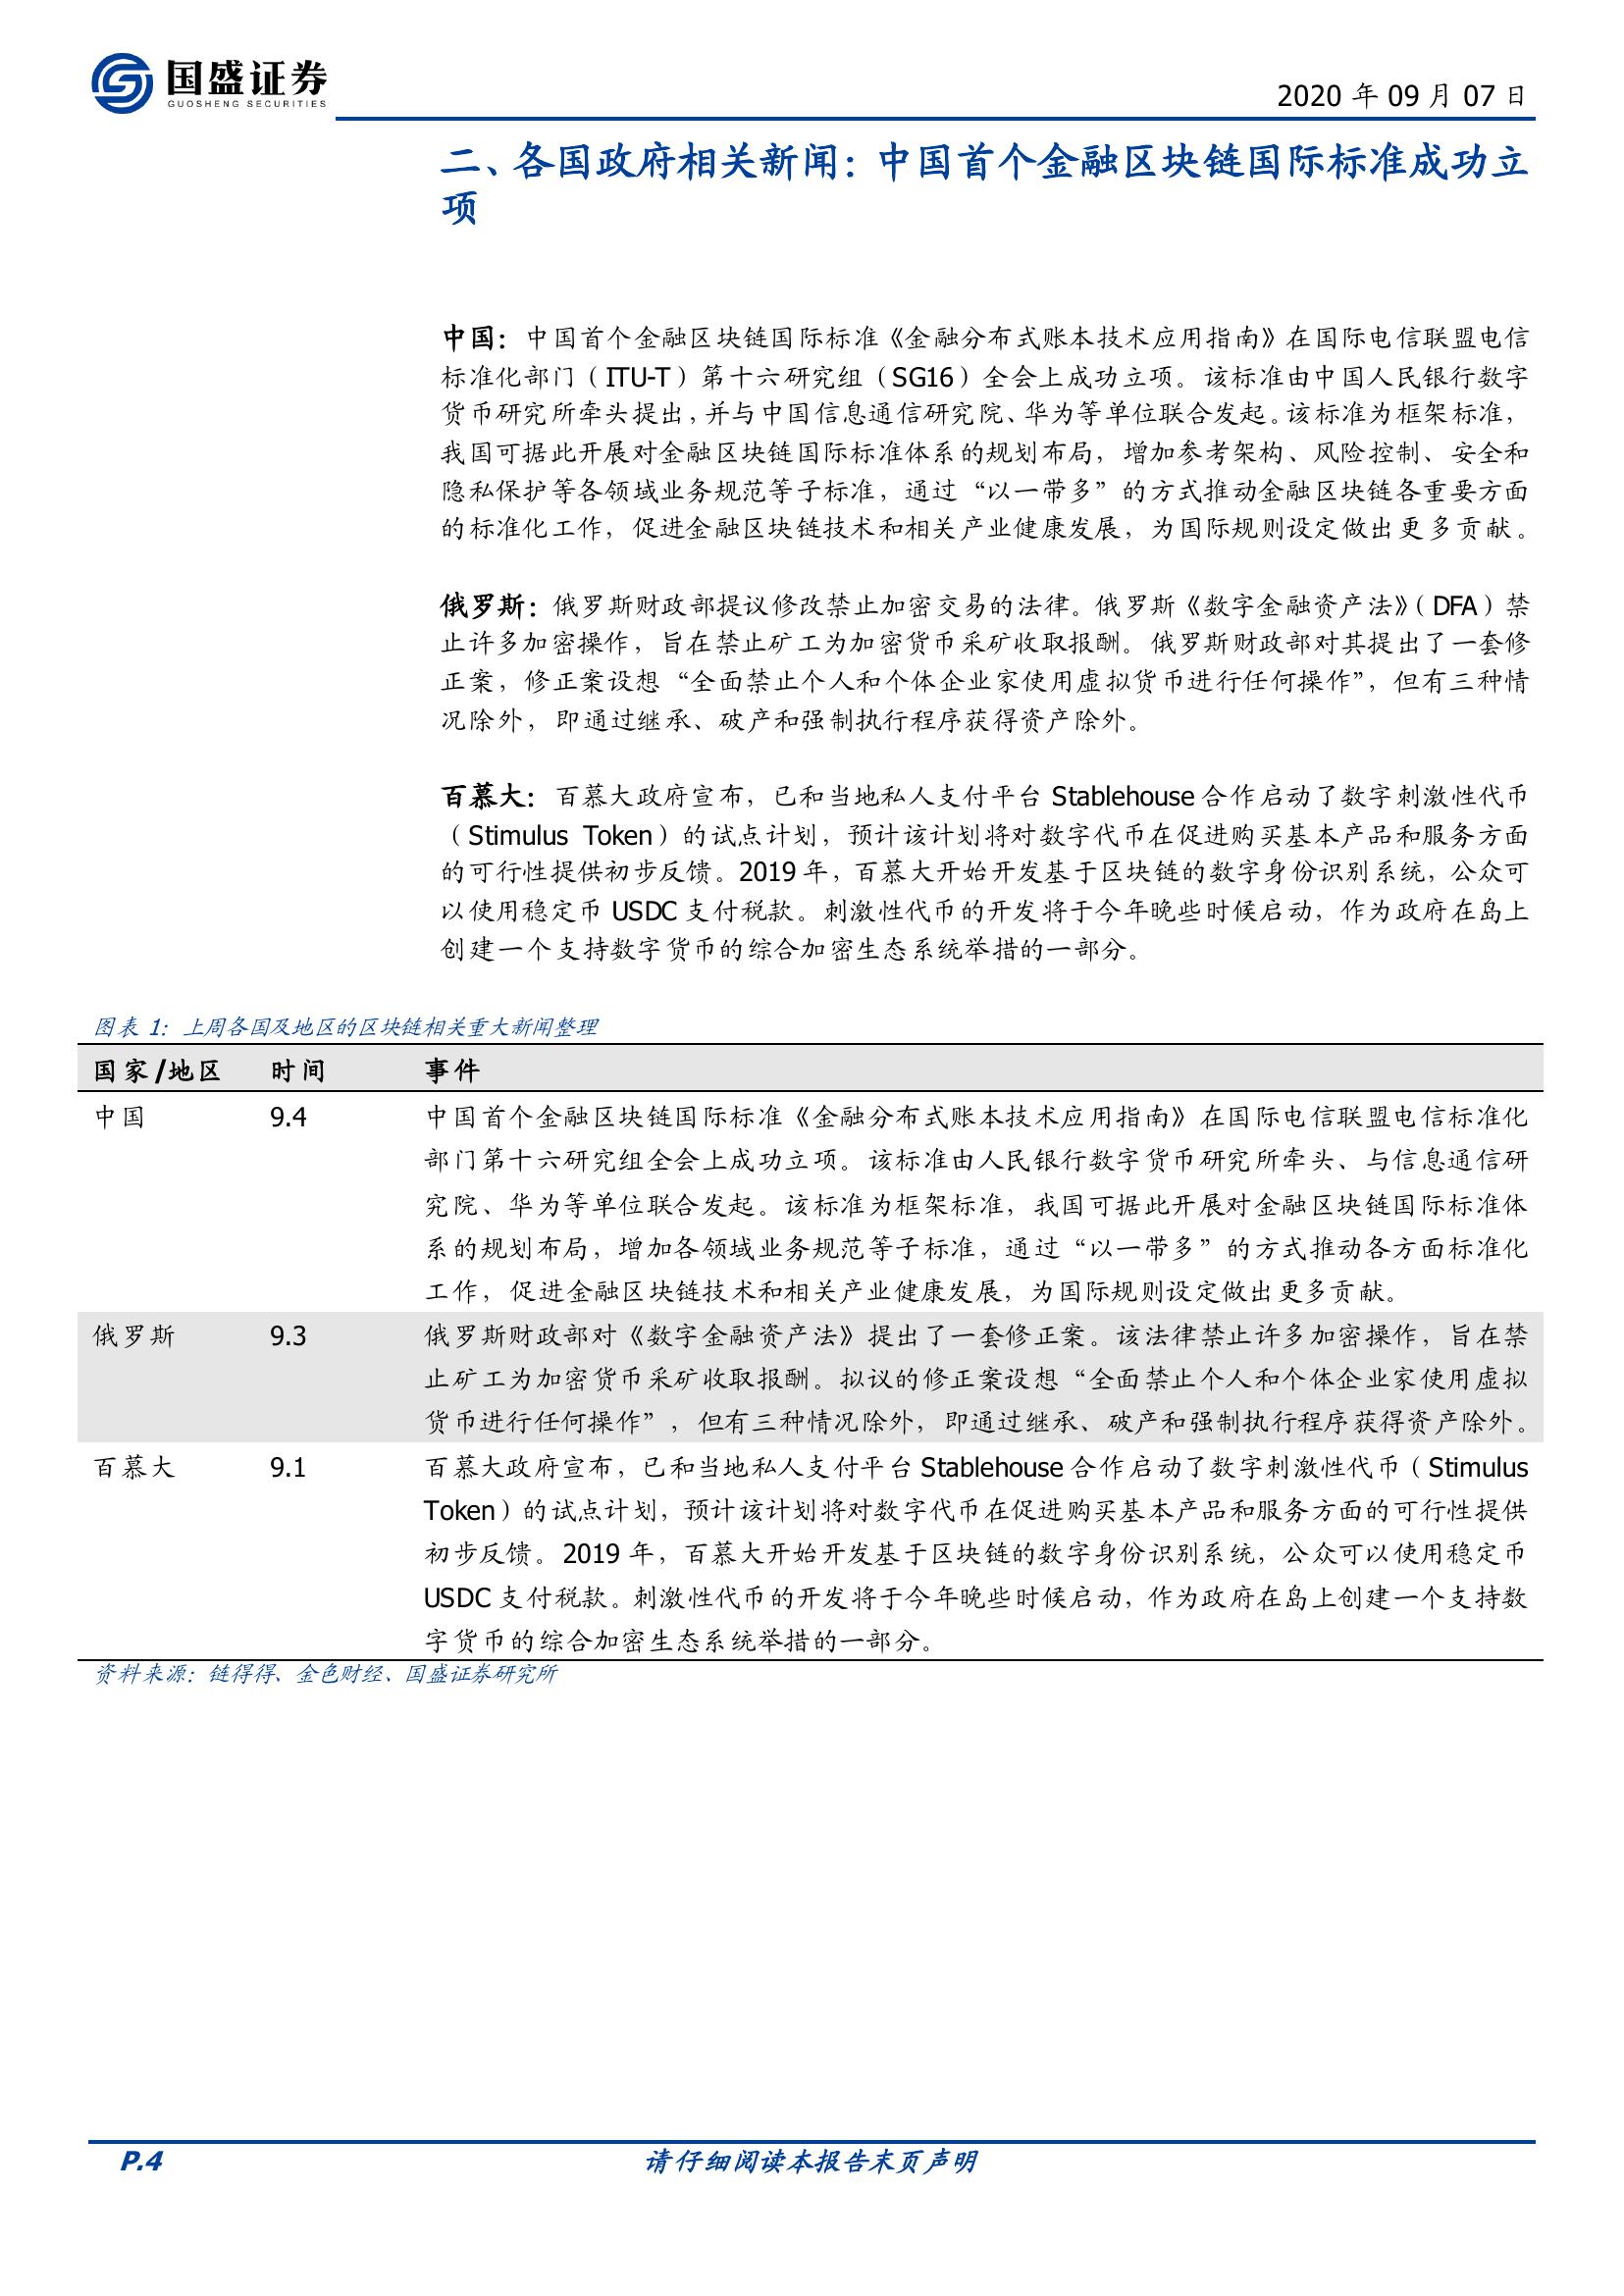 国盛证券
GUOSHENG SECURITIES
2020 年 09 月 07 日
二、各国政府相关新闻：中国首个金融区块链国际标准成功立
项
中国：中国首个金融区块链国际标准《金融分布式账本技术应用指南》在国际电信联盟电信
标准化部门（ITU-T）第十六研究组（SG16）全会上成功立项。该标准由中国人民银行数字
货币研究所牵头提出，并与中国信息通信研究院、华为等单位联合发起。该标准为框架标准，
我国可据此开展对金融区块链国际标准体系的规划布局，增加参考架构、风险控制、安全和
隐私保护等各领域业务规范等子标准，通过“以一带多”的方式推动金融区块链各重要方面
的标准化工作，促进金融区块链技术和相关产业健康发展，为国际规则设定做出更多贡献。
俄罗斯：俄罗斯财政部提议修改禁止加密交易的法律。俄罗斯《数字金融资产法》（DFA）禁
止许多加密操作，旨在禁止矿工为加密货币采矿收取报酬。俄罗斯财政部对其提出了一套修
正案，修正案设想“全面禁止个人和个体企业家使用虚拟货币进行任何操作”，但有三种情
况除外，即通过继承、破产和强制执行程序获得资产除外。
百慕大：百慕大政府宣布，已和当地私人支付平台 Stablehouse 合作启动了数字刺激性代币
（Stimulus Token）的试点计划，预计该计划将对数字代币在促进购买基本产品和服务方面
的可行性提供初步反馈。2019 年，百慕大开始开发基于区块链的数字身份识别系统，公众可
以使用稳定币 USDC 支付税款。刺激性代币的开发将于今年晚些时候启动，作为政府在岛上
创建一个支持数字货币的综合加密生态系统举措的一部分。
图表 1：上周各国及地区的区块链相关重大新闻整理
国家/地区 时间 事件
中国 9.4 中国首个金融区块链国际标准《金融分布式账本技术应用指南》在国际电信联盟电信标准化
部门第十六研究组全会上成功立项。该标准由人民银行数字货币研究所牵头、与信息通信研
究院、华为等单位联合发起。该标准为框架标准，我国可据此开展对金融区块链国际标准体
系的规划布局，增加各领域业务规范等子标准，通过“以一带多”的方式推动各方面标准化
工作，促进金融区块链技术和相关产业健康发展，为国际规则设定做出更多贡献。
俄罗斯 9.3 俄罗斯财政部对《数字金融资产法》提出了一套修正案。该法律禁止许多加密操作，旨在禁
止矿工为加密货币采矿收取报酬。拟议的修正案设想“全面禁止个人和个体企业家使用虚拟
货币进行任何操作”，但有三种情况除外，即通过继承、破产和强制执行程序获得资产除外。
百慕大 9.1 百慕大政府宣布，已和当地私人支付平台 Stablehouse 合作启动了数字刺激性代币（Stimulus
Token）的试点计划，预计该计划将对数字代币在促进购买基本产品和服务方面的可行性提供
初步反馈。2019 年，百慕大开始开发基于区块链的数字身份识别系统，公众可以使用稳定币
USDC 支付税款。刺激性代币的开发将于今年晚些时候启动，作为政府在岛上创建一个支持数
字货币的综合加密生态系统举措的一部分。
资料来源：链得得、金色财经、国盛证券研究所
P.4 请仔细阅读本报告末页声明